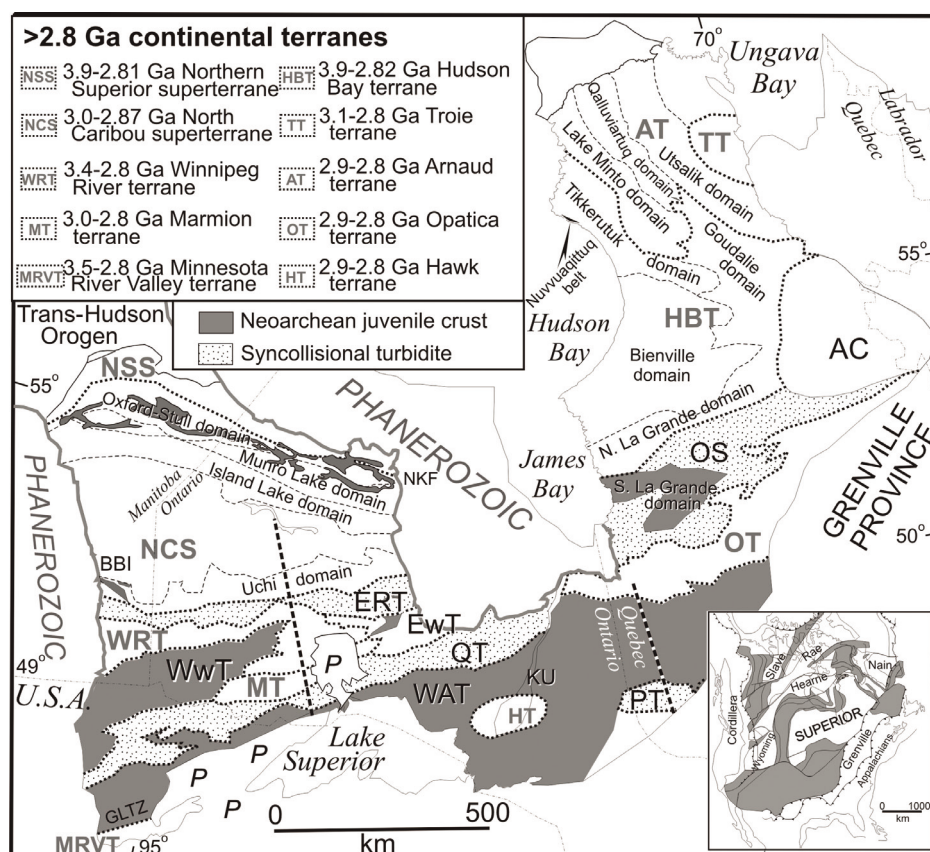 >2.8 Ga continental terranes
NSS 3.9-2.81 Ga Northern
Superior superterrane
NCS 3.0-2.87 Ga North
Caribou superterrane
WRT 3.4-2.8 Ga Winnipeg
River terrane
MT 3.0-2.8 Ga Marmion
terrane
MRVT 3.5-2.8 Ga Minnesota
River Valley terrane
HBT 3.9-2.82 Ga Hudson
Bay terrane
TT 3.1-2.8 Ga Troie
terrane
AT 2.9-2.8 Ga Arnaud
terrane
OT 2.9-2.8 Ga Opatica
terrane
HT 2.9-2.8 Ga Hawk
terrane
Neoarchean juvenile crust
Syncollisional turbidite
70°
Ungava
Bay
Labrador
Quebec
AT
TT
Qalluviartuq domain
Utsalik domain
Lake Minto domain
Tikkerutuk
domain
Goudalie
domain
55°
Nuvvuaqittuq
belt
Hudson
Bay
HBT
Bienville
domain
AC
N. La Grande domain
OS
S. La Grande
domain
James
Bay
OT
GRENVILLE
PROVINCE
50°
Trans-Hudson
Orogen
NSS
55°
PHANEROZOIC
Oxford-Stull domain
Munro Lake domain
Island Lake domain
NKF
Manitoba
Ontario
PHANEROZOIC
NCS
BBI
Uchi domain
ERT
EwT
WRT
QT
49°
WwT
P
MT
WAT
KU
Ontario
Quebec
U.S.A.
HT
PT
Lake
Superior
P
P
P
GLTZ
MRVT
95°
0
500
km
Slave
Rae
Nain
Hearne
Cordillera
SUPERIOR
Wyoming
Grenville
Appalachians
0
1000
km